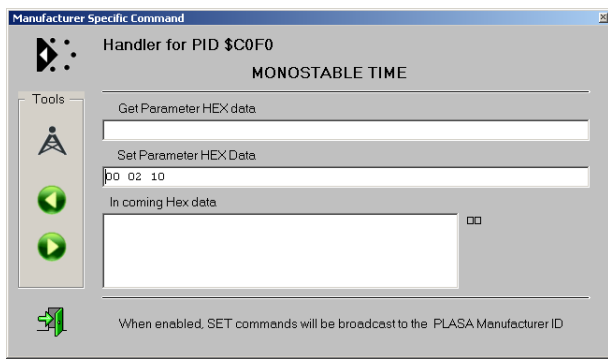 Manufacturer Specific Command
Handler for PID $C0F0
MONOSTABLE TIME
Tools
Get Parameter HEX data
Set Parameter HEX Data
00 02 10
In coming Hex data
When enabled, SET commands will be broadcast to the PLASA Manufacturer ID